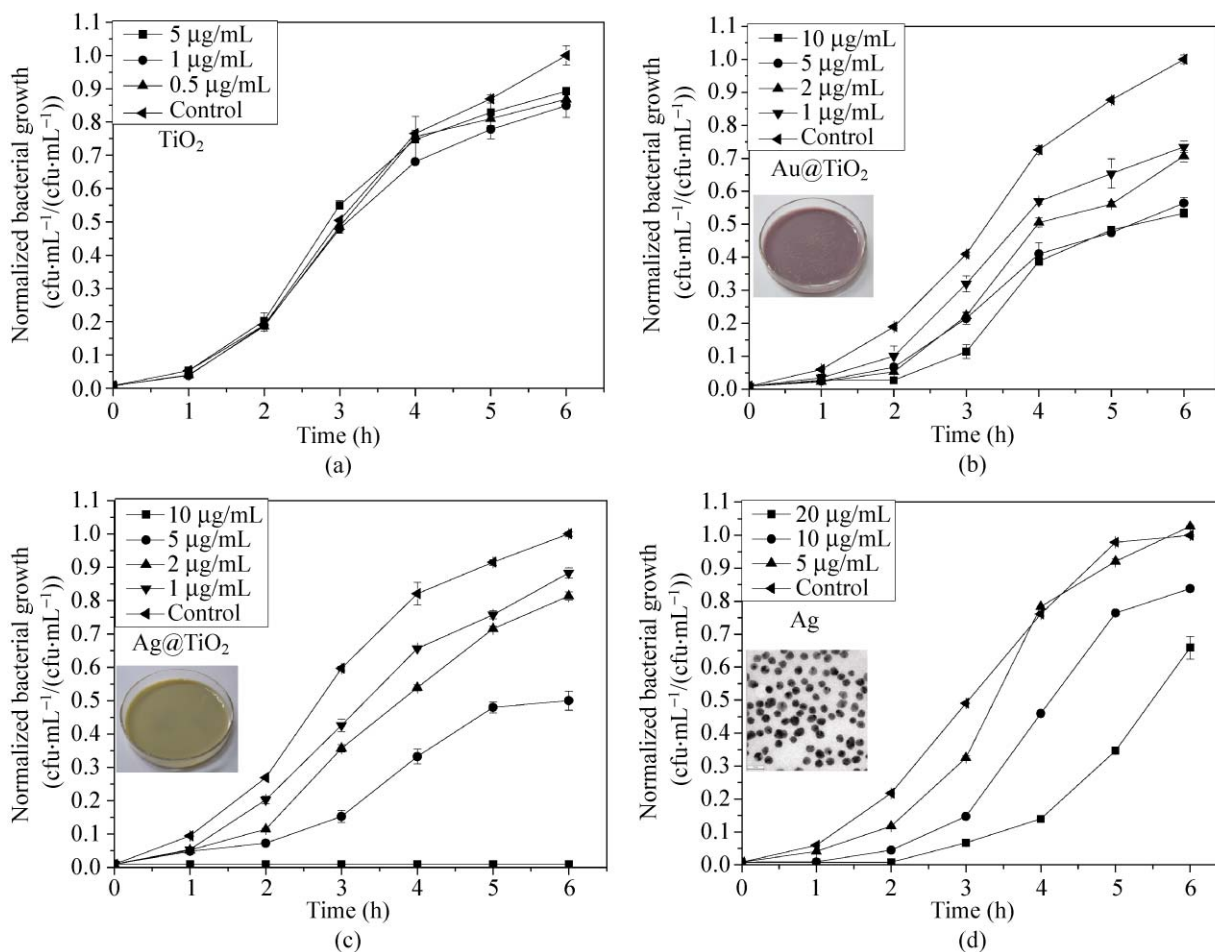 1.1
1.0
0.9
0.8
0.7
0.6
0.5
0.4
0.3
0.2
0.1
0.0
Normalized bacterial growth
(cfu·mL⁻¹/(cfu·mL⁻¹))
5 μg/mL
1 μg/mL
0.5 μg/mL
Control
TiO₂
0 1 2 3 4 5 6
Time (h)
(a)
1.1
1.0
0.9
0.8
0.7
0.6
0.5
0.4
0.3
0.2
0.1
0.0
Normalized bacterial growth
(cfu·mL⁻¹/(cfu·mL⁻¹))
10 μg/mL
5 μg/mL
2 μg/mL
1 μg/mL
Control
Au@TiO₂
0 1 2 3 4 5 6
Time (h)
(b)
1.1
1.0
0.9
0.8
0.7
0.6
0.5
0.4
0.3
0.2
0.1
0.0
Normalized bacterial growth
(cfu·mL⁻¹/(cfu·mL⁻¹))
10 μg/mL
5 μg/mL
2 μg/mL
1 μg/mL
Control
Ag@TiO₂
0 1 2 3 4 5 6
Time (h)
(c)
1.1
1.0
0.9
0.8
0.7
0.6
0.5
0.4
0.3
0.2
0.1
0.0
Normalized bacterial growth
(cfu·mL⁻¹/(cfu·mL⁻¹))
20 μg/mL
10 μg/mL
5 μg/mL
Control
Ag
0 1 2 3 4 5 6
Time (h)
(d)